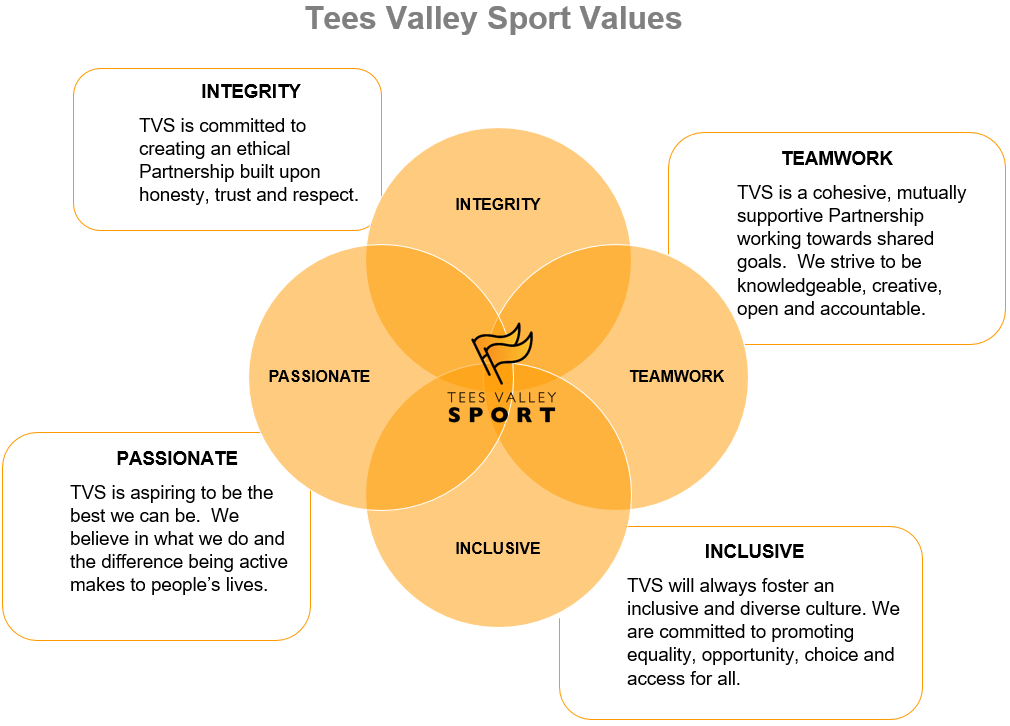 Tees Valley Sport Values
INTEGRITY
TVS is committed to
creating an ethical
Partnership built upon
honesty, trust and respect.
TEAMWORK
TVS is a cohesive, mutually
supportive Partnership
working towards shared
goals.  We strive to be
knowledgeable, creative,
open and accountable.
INTEGRITY
PASSIONATE
TEAMWORK
TEES VALLEY
SPORT
INCLUSIVE
PASSIONATE
TVS is aspiring to be the
best we can be.  We
believe in what we do and
the difference being active
makes to people’s lives.
INCLUSIVE
TVS will always foster an
inclusive and diverse culture. We
are committed to promoting
equality, opportunity, choice and
access for all.